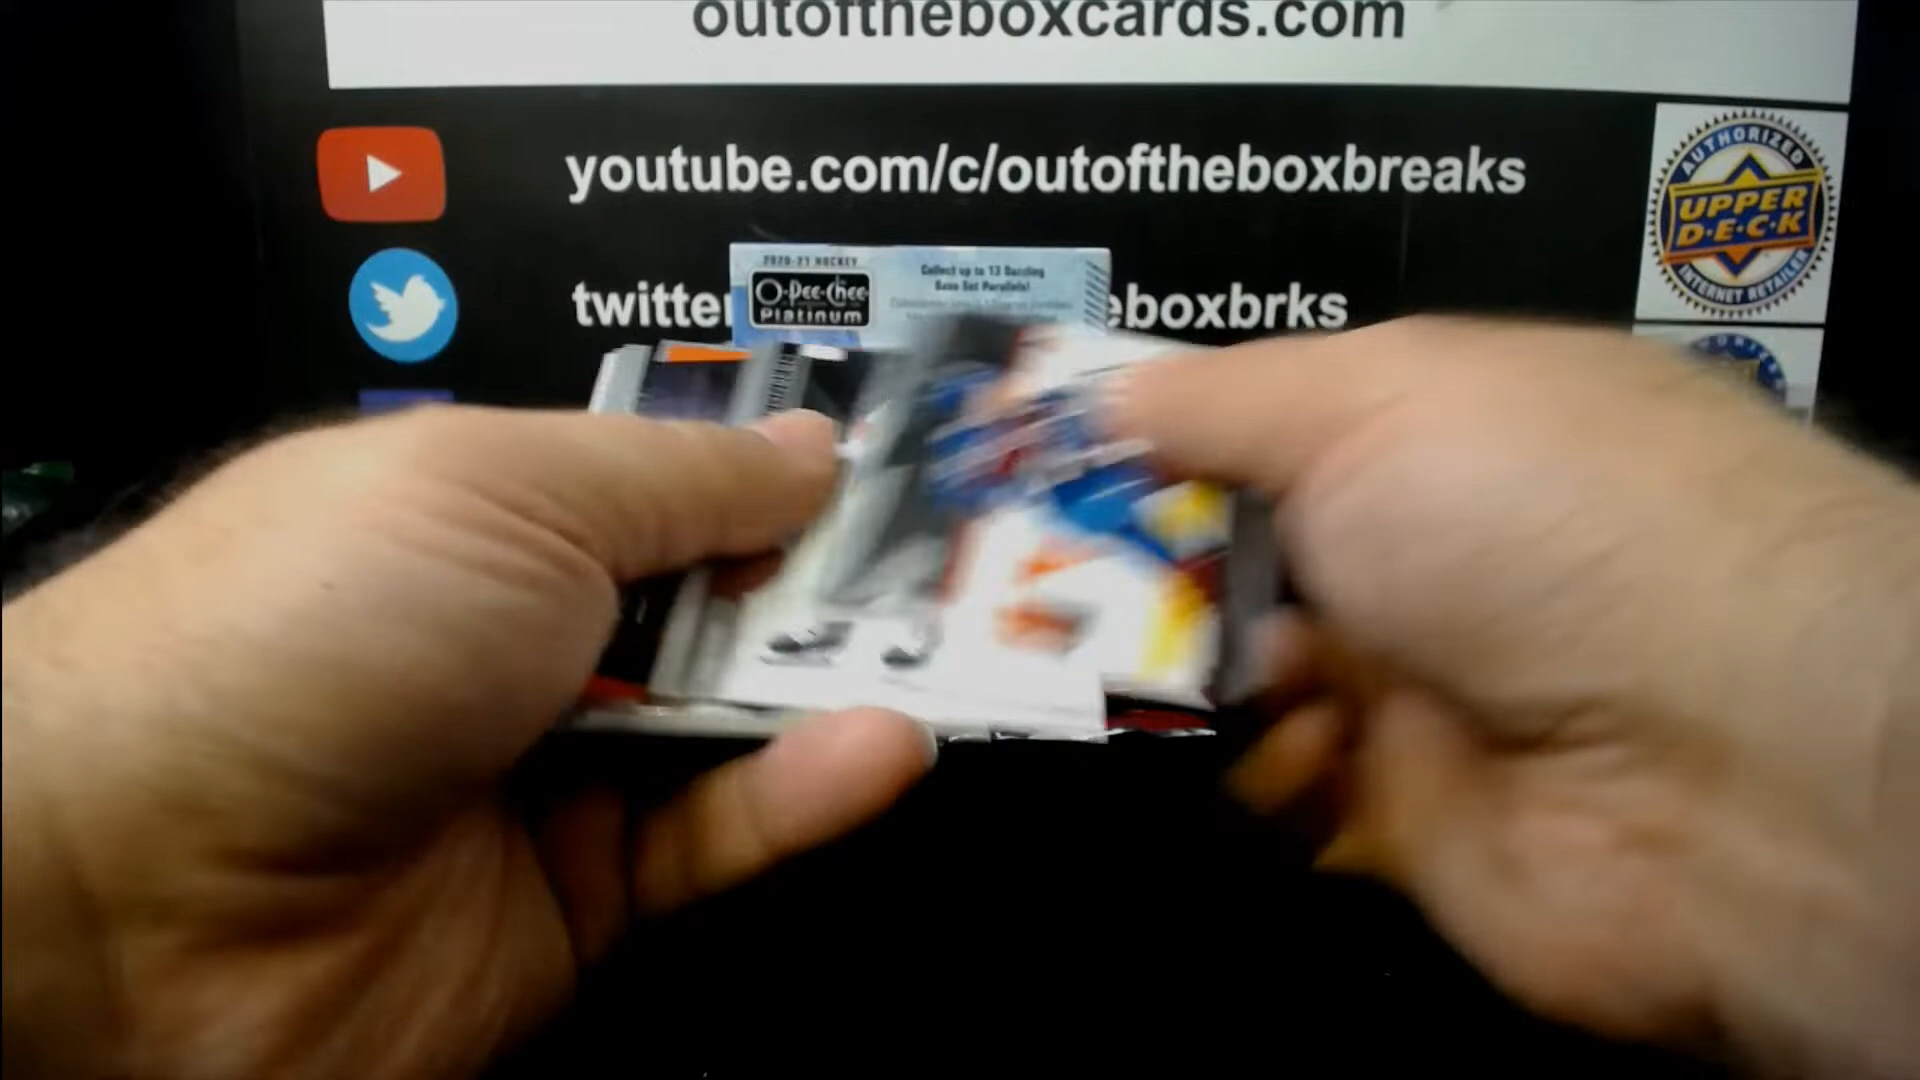 outoftheboxcards.com
youtube.com/c/outoftheboxbreaks
AUTHORIZED
UPPER
D·E·C·K
INTERNET RETAILER
2020-21 HOCKEY
O-Pee-Chee
Platinum
Collect up to 13 Dazzling
Base Set Parallels!
twitter
eboxbrks